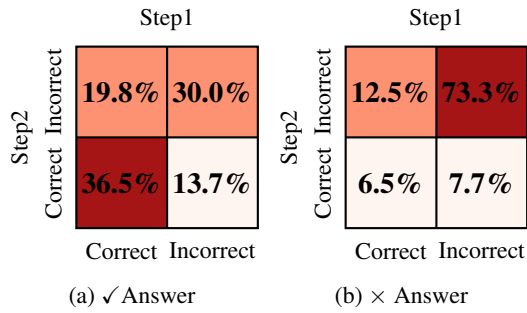 Step1
Step1
Step2
Incorrect
19.8% 30.0%
Correct
36.5% 13.7%
Correct Incorrect
(a) ✓Answer
Step2
Incorrect
12.5% 73.3%
Correct
6.5% 7.7%
Correct Incorrect
(b) × Answer